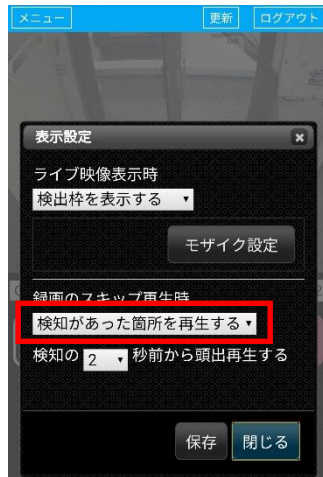 メニュー 更新 ログアウト
表示設定
ライブ映像表示時
検出枠を表示する
モザイク設定
録画のスキップ再生時
検知があった箇所を再生する
検知の 2 秒前から頭出再生する
保存 閉じる